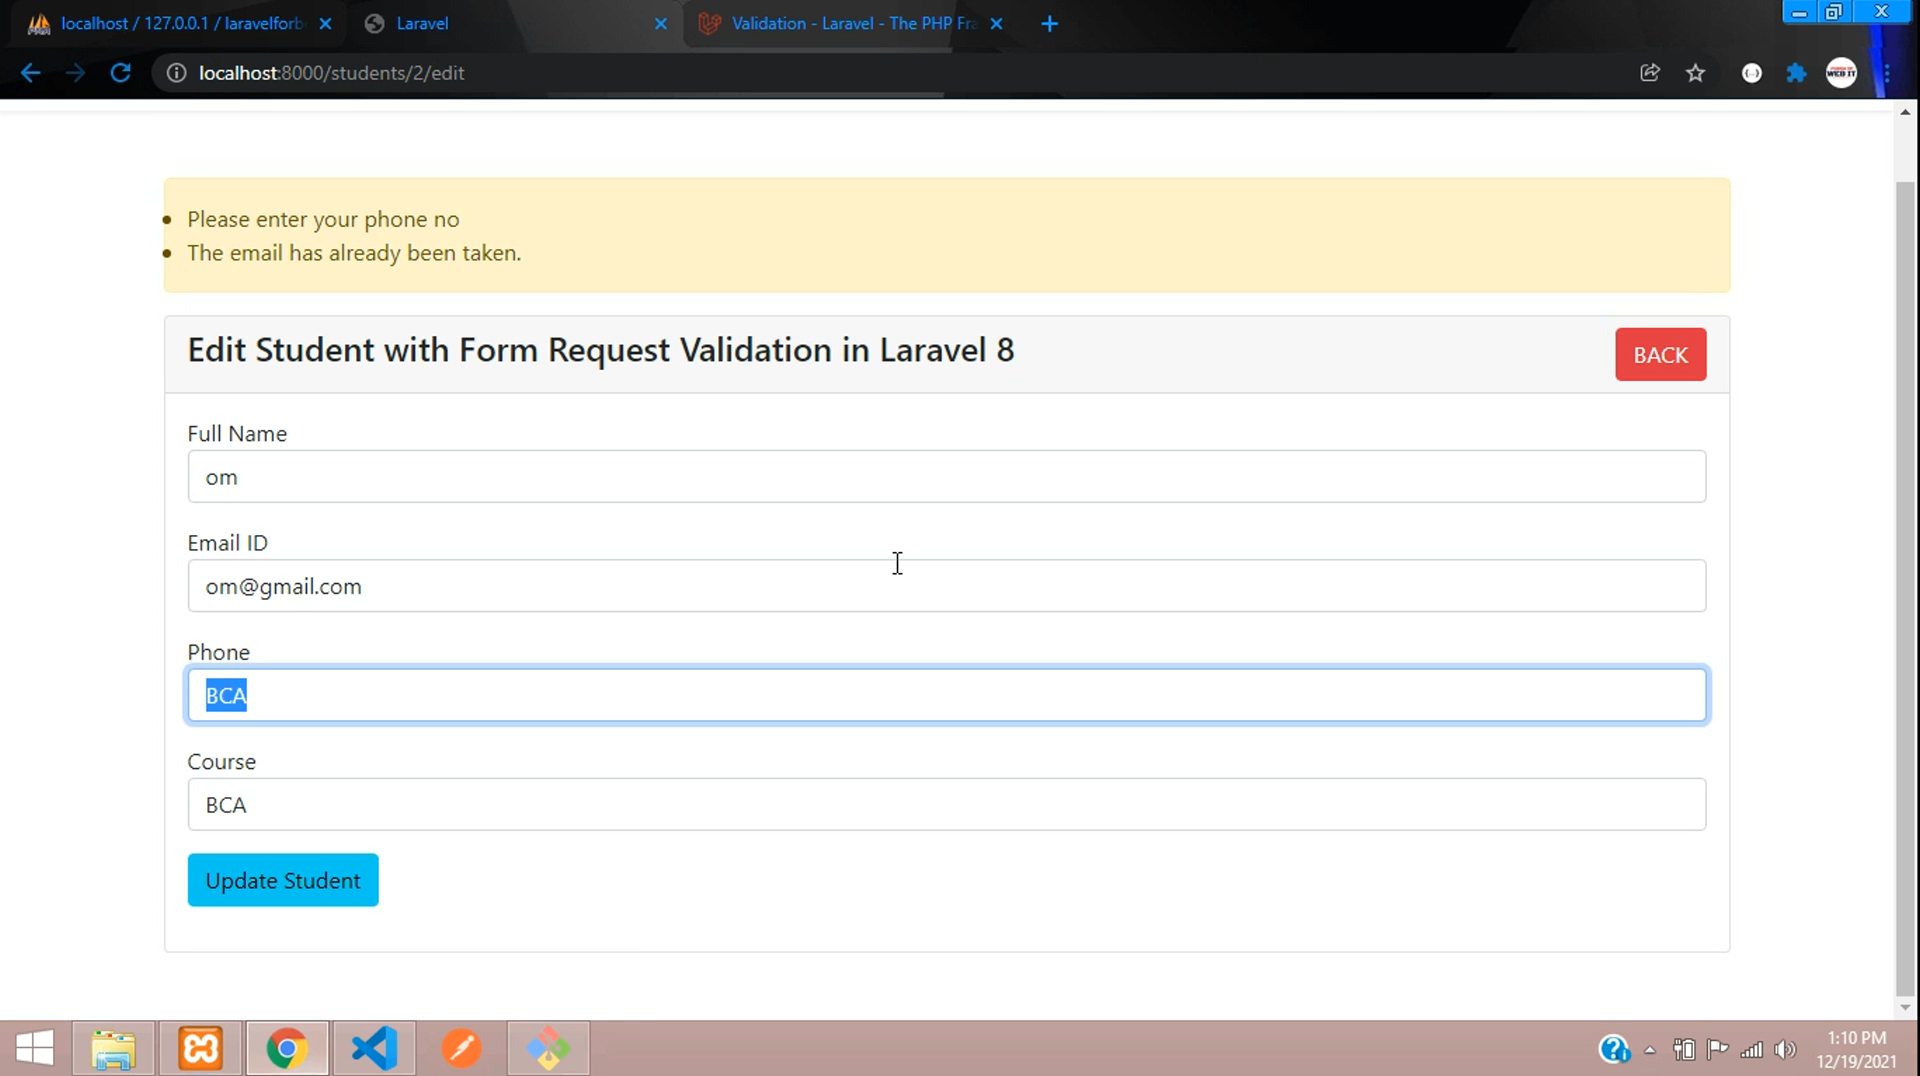 localhost / 127.0.0.1 / laravelforb
Laravel
Validation - Laravel - The PHP Fra
localhost:8000/students/2/edit
WEB IT
Please enter your phone no
The email has already been taken.
Edit Student with Form Request Validation in Laravel 8
BACK
Full Name
om
Email ID
om@gmail.com
Phone
BCA
Course
BCA
Update Student
1:10 PM
12/19/2021